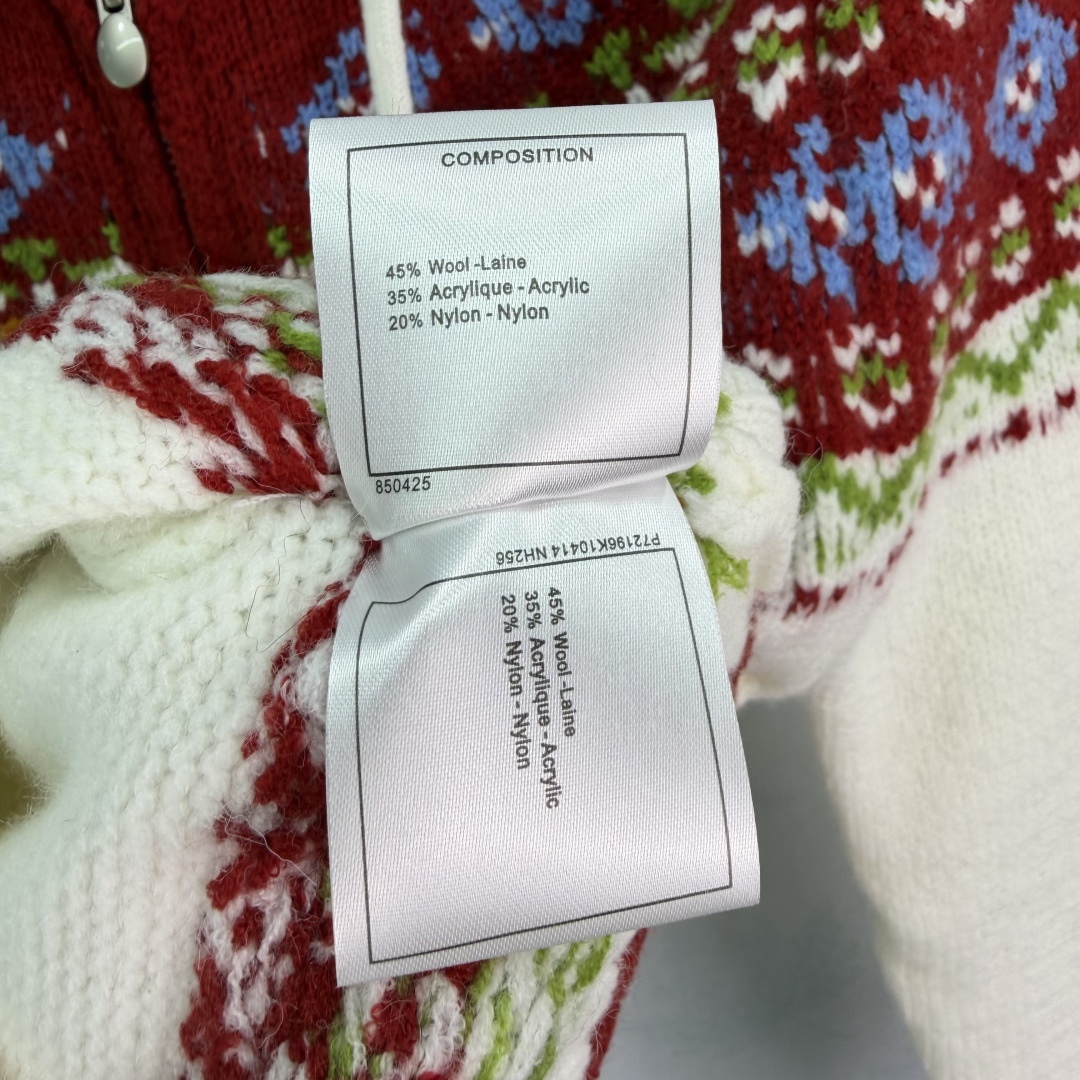 COMPOSITION
45% Wool -Laine
35% Acrylique - Acrylic
20% Nylon - Nylon
850425
P72196K10414 NH256
45% Wool -Laine
35% Acrylique - Acrylic
20% Nylon - Nylon